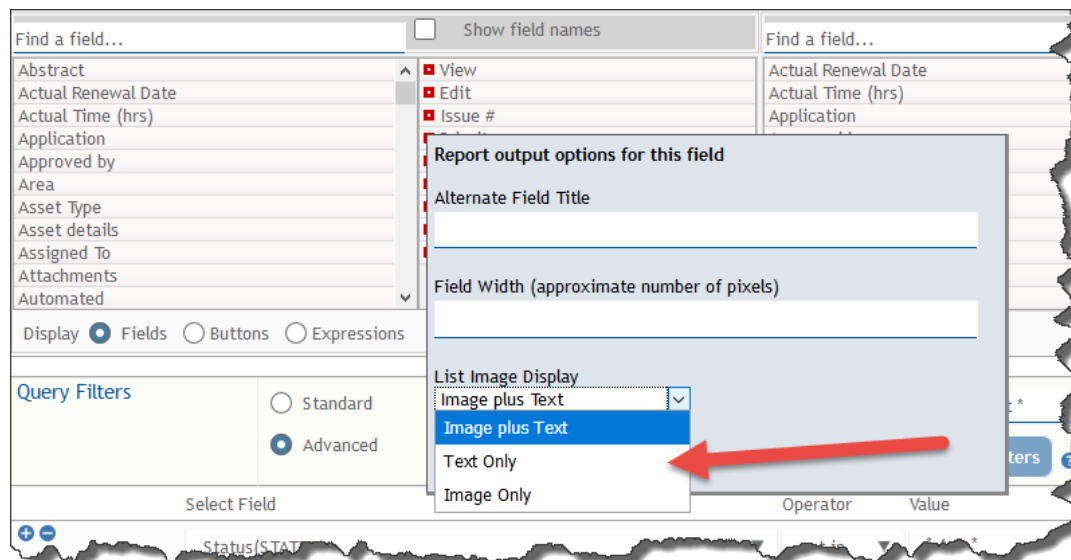 Show field names
Find a field...
Find a field...
Abstract
Actual Renewal Date
Actual Time (hrs)
Application
Approved by
Area
Asset Type
Asset details
Assigned To
Attachments
Automated
View
Edit
Issue #
Actual Renewal Date
Actual Time (hrs)
Application
Report output options for this field
Alternate Field Title
Field Width (approximate number of pixels)
List Image Display
Image plus Text
Image plus Text
Text Only
Image Only
Display Fields Buttons Expressions
Query Filters
Standard
Advanced
Select Field
Operator
Value